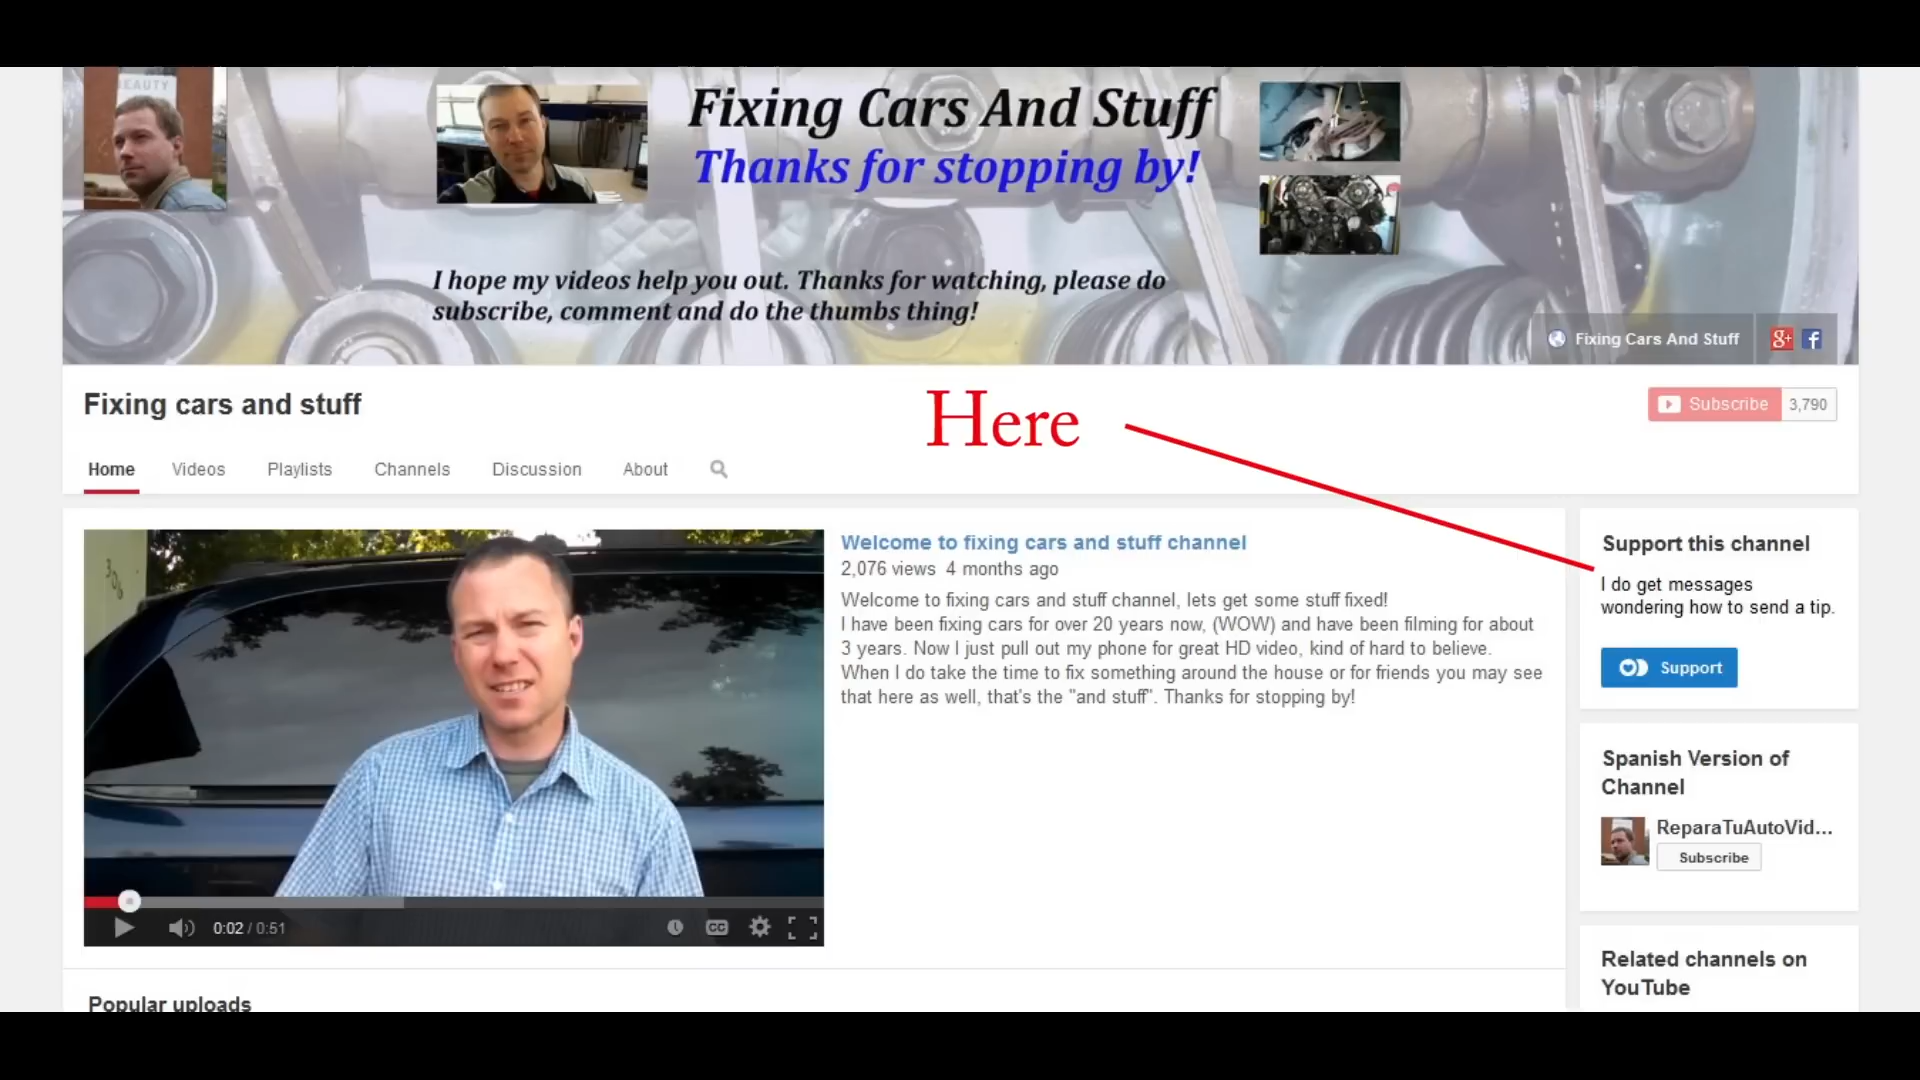 BEAUTY
Fixing Cars And Stuff
Thanks for stopping by!
I hope my videos help you out. Thanks for watching, please do
subscribe, comment and do the thumbs thing!
Fixing Cars And Stuff
g+ f
Fixing cars and stuff
Here
Subscribe 3,790
Home Videos Playlists Channels Discussion About
306
0:02 / 0:51
CC
Welcome to fixing cars and stuff channel
2,076 views 4 months ago
Welcome to fixing cars and stuff channel, lets get some stuff fixed!
I have been fixing cars for over 20 years now, (WOW) and have been filming for about
3 years. Now I just pull out my phone for great HD video, kind of hard to believe.
When I do take the time to fix something around the house or for friends you may see
that here as well, that's the "and stuff". Thanks for stopping by!
Support this channel
I do get messages
wondering how to send a tip.
Support
Spanish Version of
Channel
ReparaTuAutoVid...
Subscribe
Related channels on
YouTube
Popular uploads